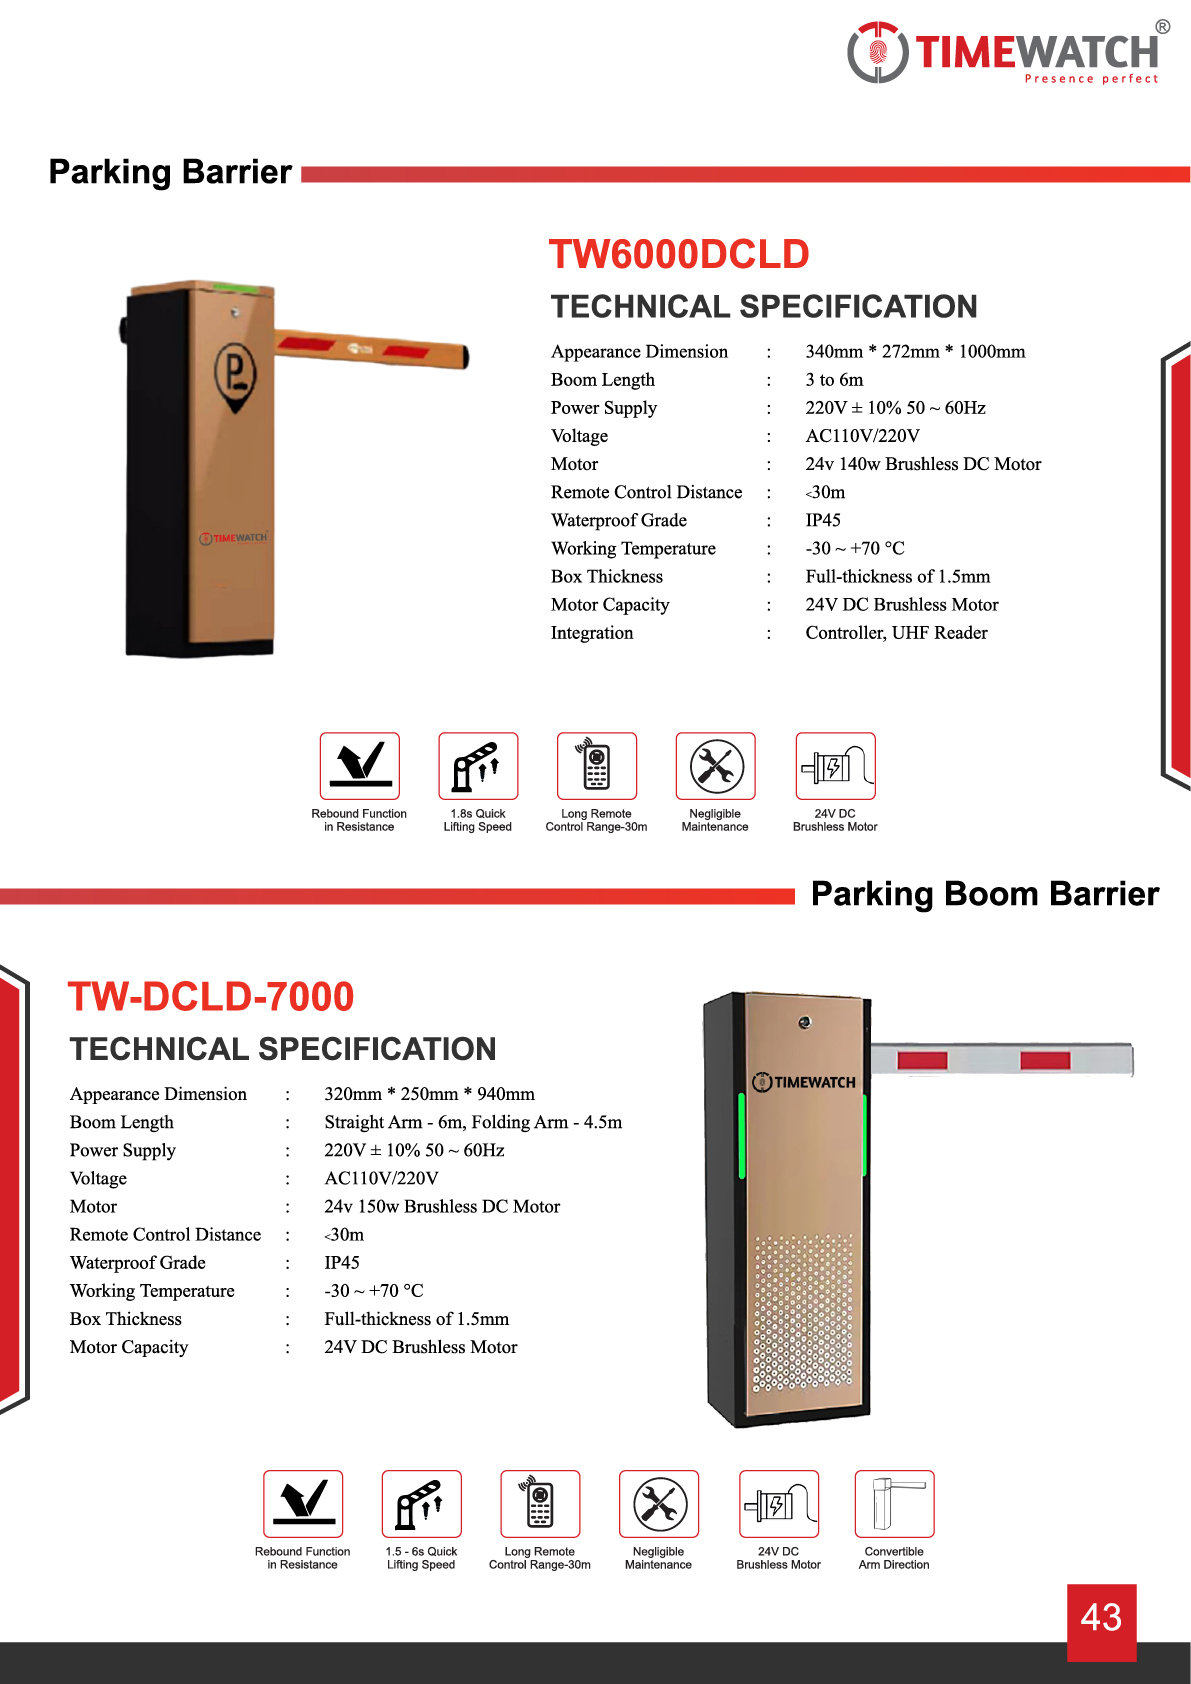 TIMEWATCH®
Presence perfect
Parking Barrier
TW6000DCLD
TECHNICAL SPECIFICATION
Appearance Dimension : 340mm * 272mm * 1000mm
Boom Length : 3 to 6m
Power Supply : 220V ± 10% 50 ~ 60Hz
Voltage : AC110V/220V
Motor : 24v 140w Brushless DC Motor
Remote Control Distance : <30m
Waterproof Grade : IP45
Working Temperature : -30 ~ +70 °C
Box Thickness : Full-thickness of 1.5mm
Motor Capacity : 24V DC Brushless Motor
Integration : Controller, UHF Reader
P
TIMEWATCH
Rebound Function
in Resistance
1.8s Quick
Lifting Speed
Long Remote
Control Range-30m
Negligible
Maintenance
24V DC
Brushless Motor
Parking Boom Barrier
TW-DCLD-7000
TECHNICAL SPECIFICATION
Appearance Dimension : 320mm * 250mm * 940mm
Boom Length : Straight Arm - 6m, Folding Arm - 4.5m
Power Supply : 220V ± 10% 50 ~ 60Hz
Voltage : AC110V/220V
Motor : 24v 150w Brushless DC Motor
Remote Control Distance : <30m
Waterproof Grade : IP45
Working Temperature : -30 ~ +70 °C
Box Thickness : Full-thickness of 1.5mm
Motor Capacity : 24V DC Brushless Motor
TIMEWATCH
Rebound Function
in Resistance
1.5 - 6s Quick
Lifting Speed
Long Remote
Control Range-30m
Negligible
Maintenance
24V DC
Brushless Motor
Convertible
Arm Direction
43